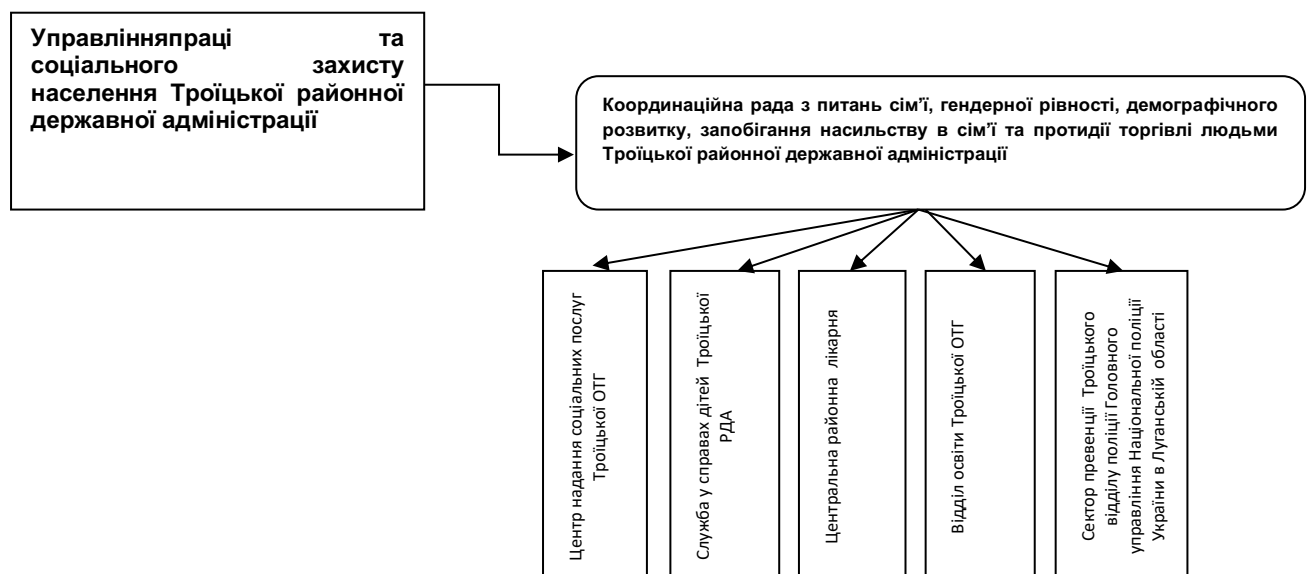 Управлінняпраці та
соціального захисту
населення Троїцької районної
державної адміністрації
Координаційна рада з питань сім’ї, гендерної рівності, демографічного
розвитку, запобігання насильству в сім’ї та протидії торгівлі людьми
Троїцької районної державної адміністрації
Центр надання соціальних послуг
Троїцької ОТГ
Служба у справах дітей Троїцької
РДА
Центральна районна лікарня
Відділ освіти Троїцької ОТГ
Сектор превенції Троїцького
відділу поліції Головного
управління Національної поліції
України в Луганській області